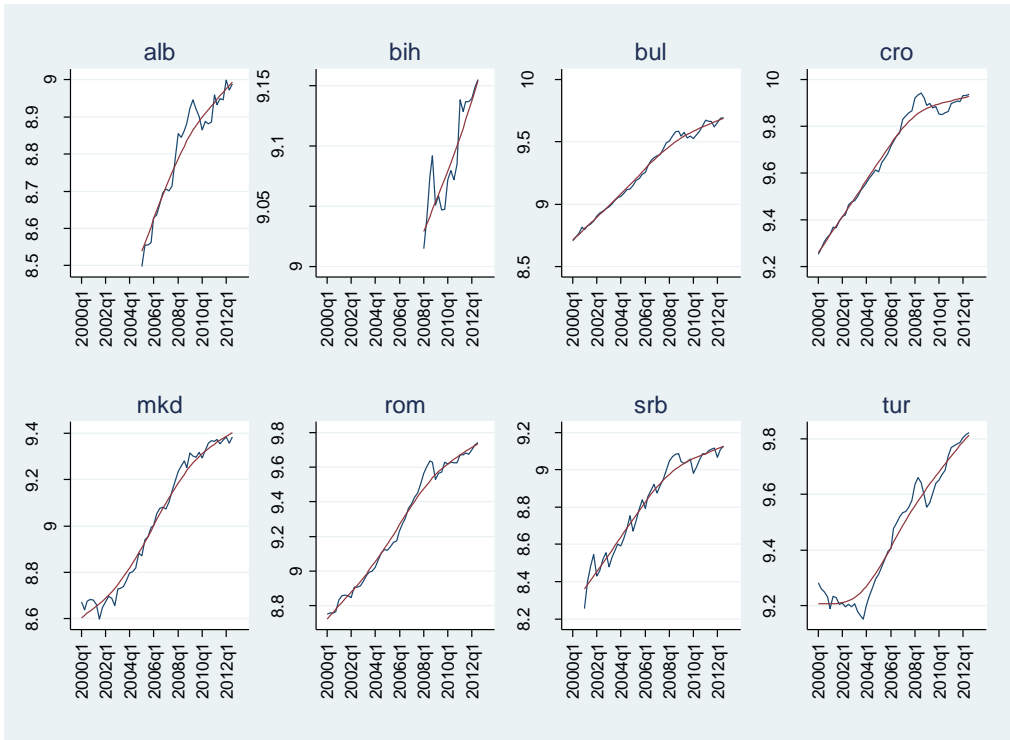 alb
9
8.9
8.8
8.7
8.6
8.5
2000q1
2002q1
2004q1
2006q1
2008q1
2010q1
2012q1
bih
9.15
9.1
9.05
9
2000q1
2002q1
2004q1
2006q1
2008q1
2010q1
2012q1
bul
10
9.5
9
8.5
2000q1
2002q1
2004q1
2006q1
2008q1
2010q1
2012q1
cro
10
9.8
9.6
9.4
9.2
2000q1
2002q1
2004q1
2006q1
2008q1
2010q1
2012q1
mkd
9.4
9.2
9
8.8
8.6
2000q1
2002q1
2004q1
2006q1
2008q1
2010q1
2012q1
rom
9.8
9.6
9.4
9.2
9
8.8
2000q1
2002q1
2004q1
2006q1
2008q1
2010q1
2012q1
srb
9.2
9
8.8
8.6
8.4
8.2
2000q1
2002q1
2004q1
2006q1
2008q1
2010q1
2012q1
tur
9.8
9.6
9.4
9.2
2000q1
2002q1
2004q1
2006q1
2008q1
2010q1
2012q1